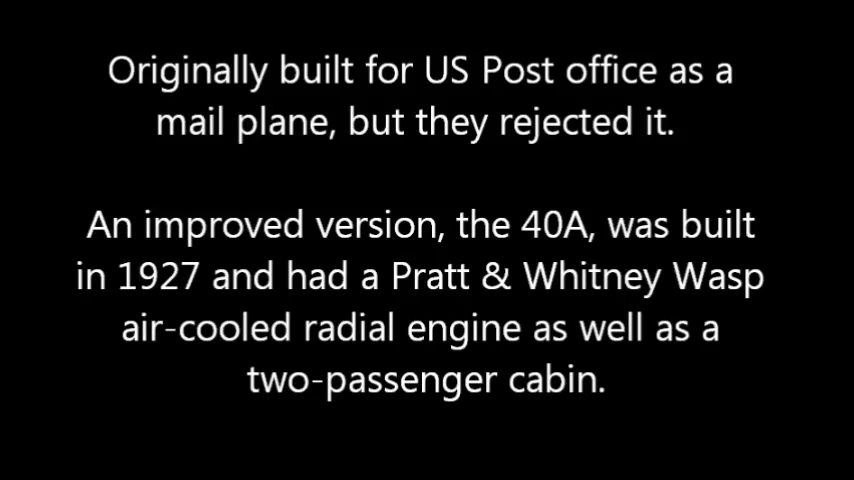 Originally built for US Post office as a
mail plane, but they rejected it.
An improved version, the 40A, was built
in 1927 and had a Pratt & Whitney Wasp
air-cooled radial engine as well as a
two-passenger cabin.